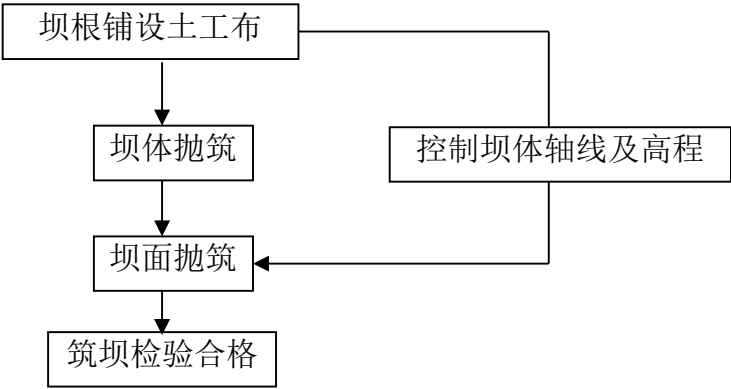 坝根铺设土工布
坝体抛筑
控制坝体轴线及高程
坝面抛筑
筑坝检验合格